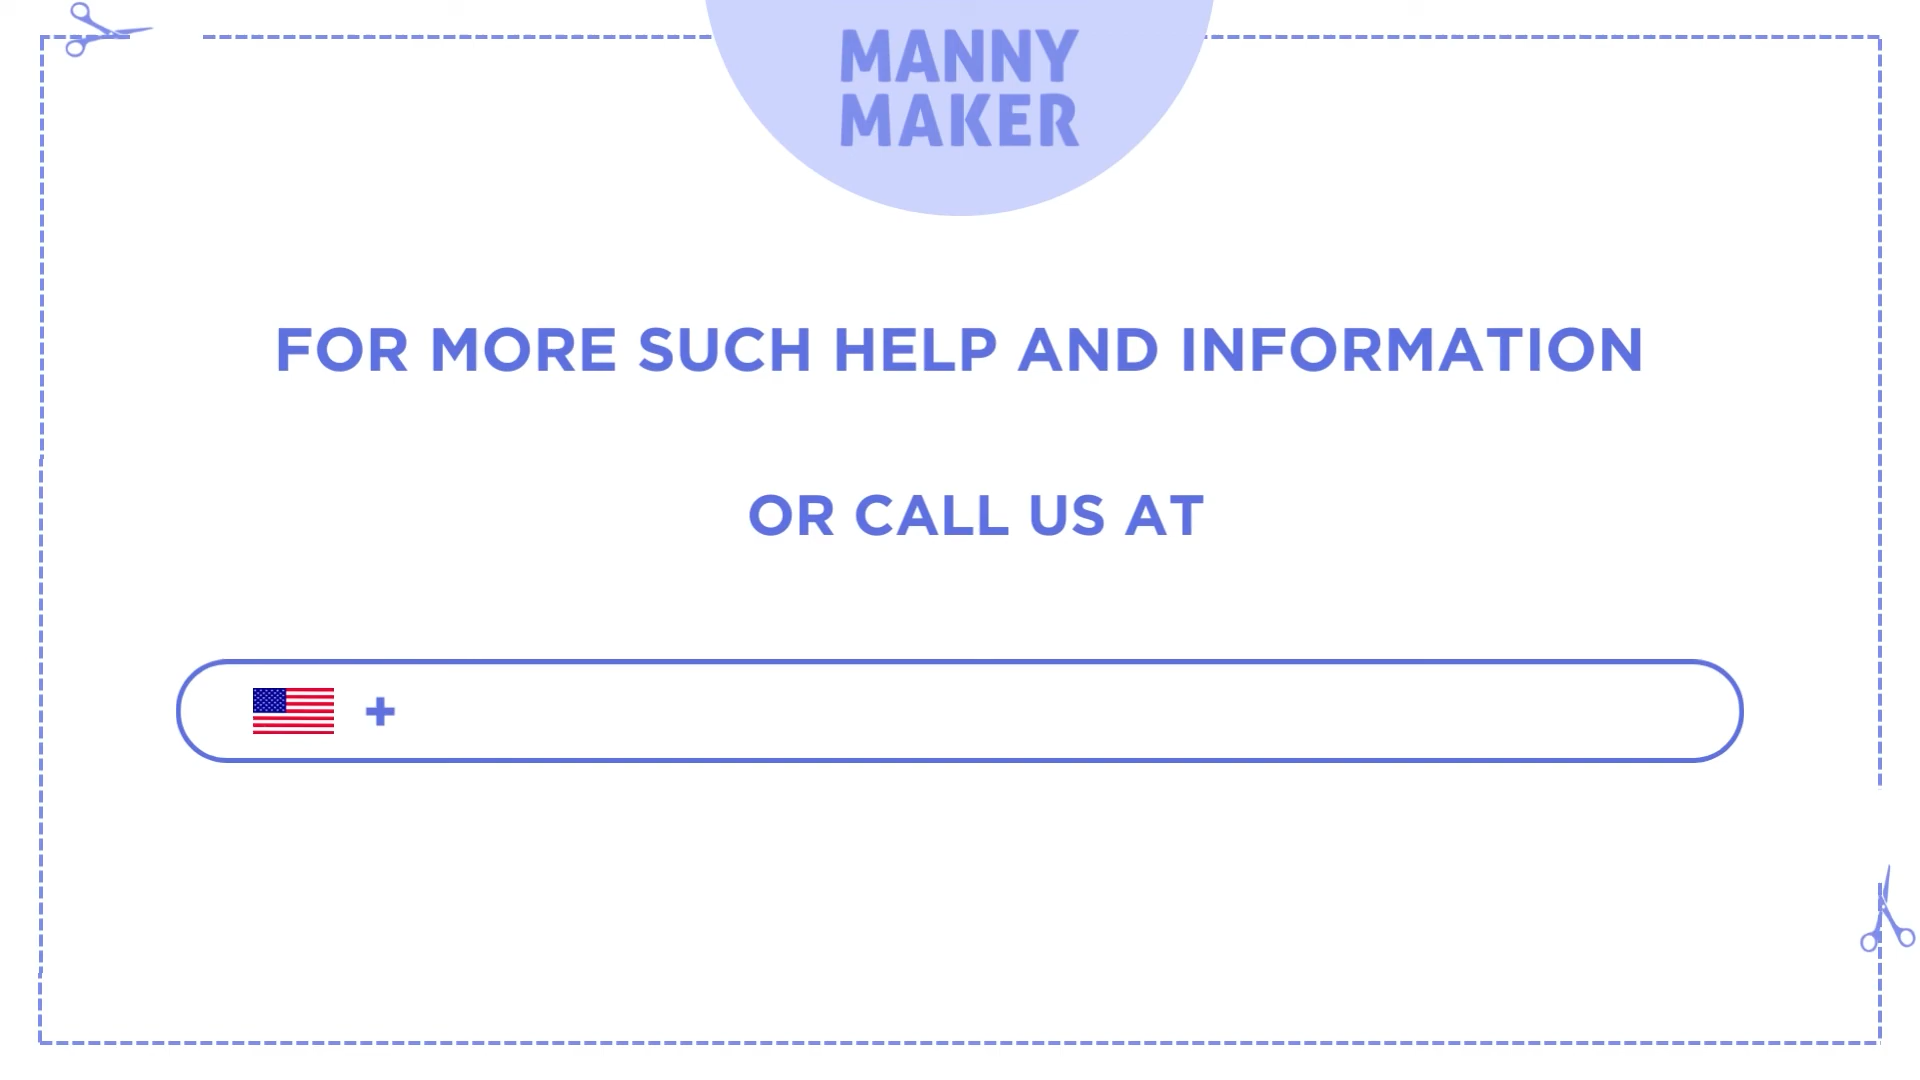 MANNY
MAKER
FOR MORE SUCH HELP AND INFORMATION
OR CALL US AT
+